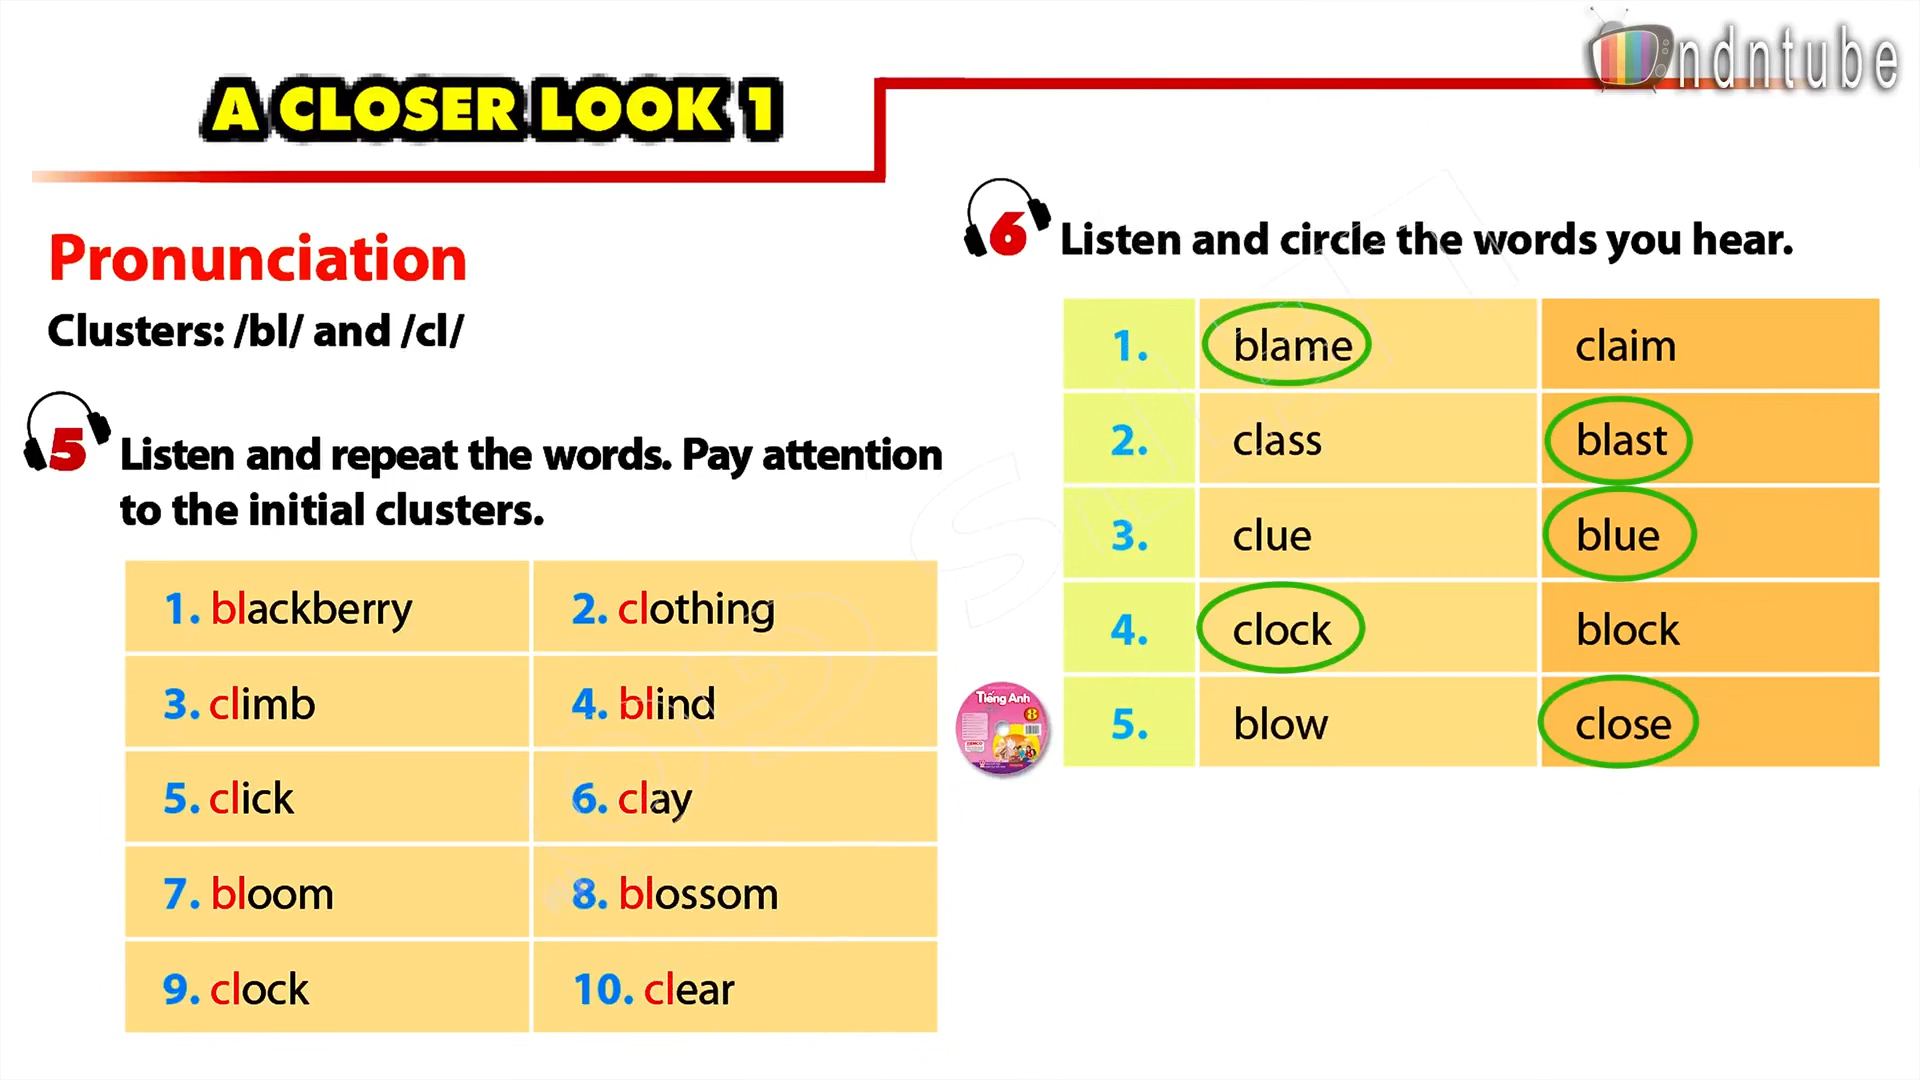 ndntube
A CLOSER LOOK 1
Pronunciation
Clusters: /bl/ and /cl/
5 Listen and repeat the words. Pay attention
to the initial clusters.
1. blackberry 2. clothing
3. climb 4. blind
5. click 6. clay
7. bloom 8. blossom
9. clock 10. clear
6 Listen and circle the words you hear.
1. blame claim
2. class blast
3. clue blue
4. clock block
5. blow close
Tiếng Anh
8